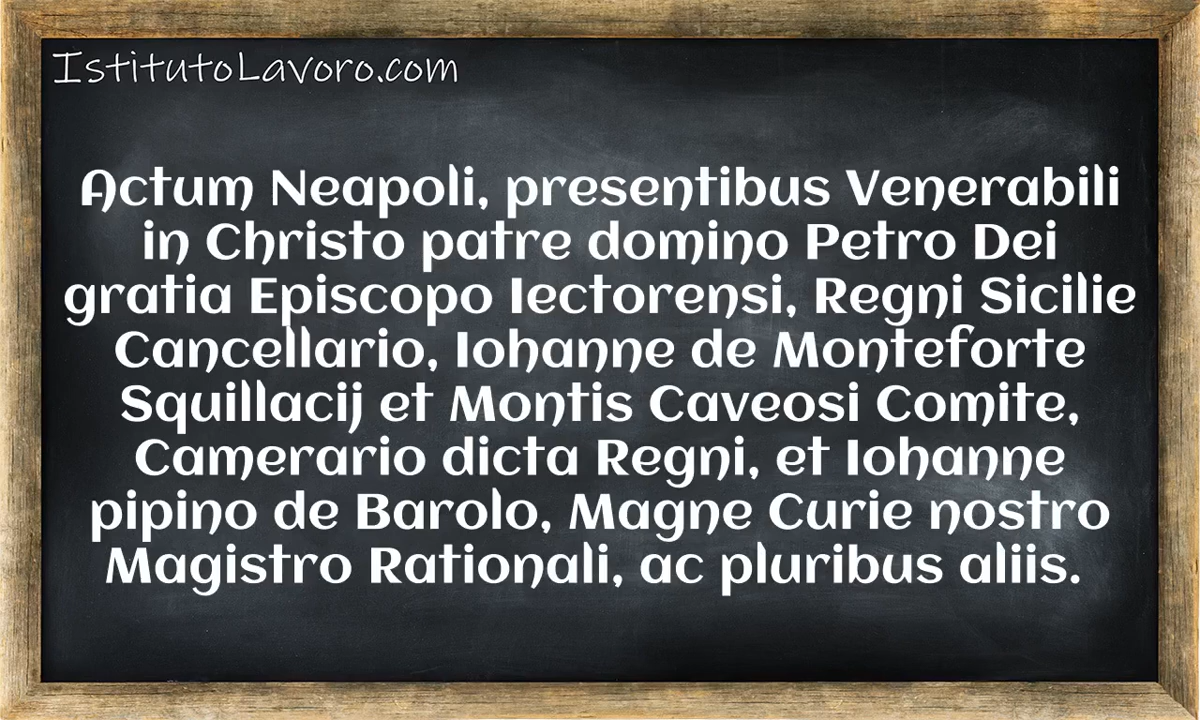 IstitutoLavoro.com
Actum Neapoli, presentibus Venerabili
in Christo patre domino Petro Dei
gratia Episcopo Iectorensi, Regni Sicilie
Cancellario, Iohanne de Monteforte
Squillacij et Montis Caveosi Comite,
Camerario dicta Regni, et Iohanne
pipino de Barolo, Magne Curie nostro
Magistro Rationali, ac pluribus aliis.